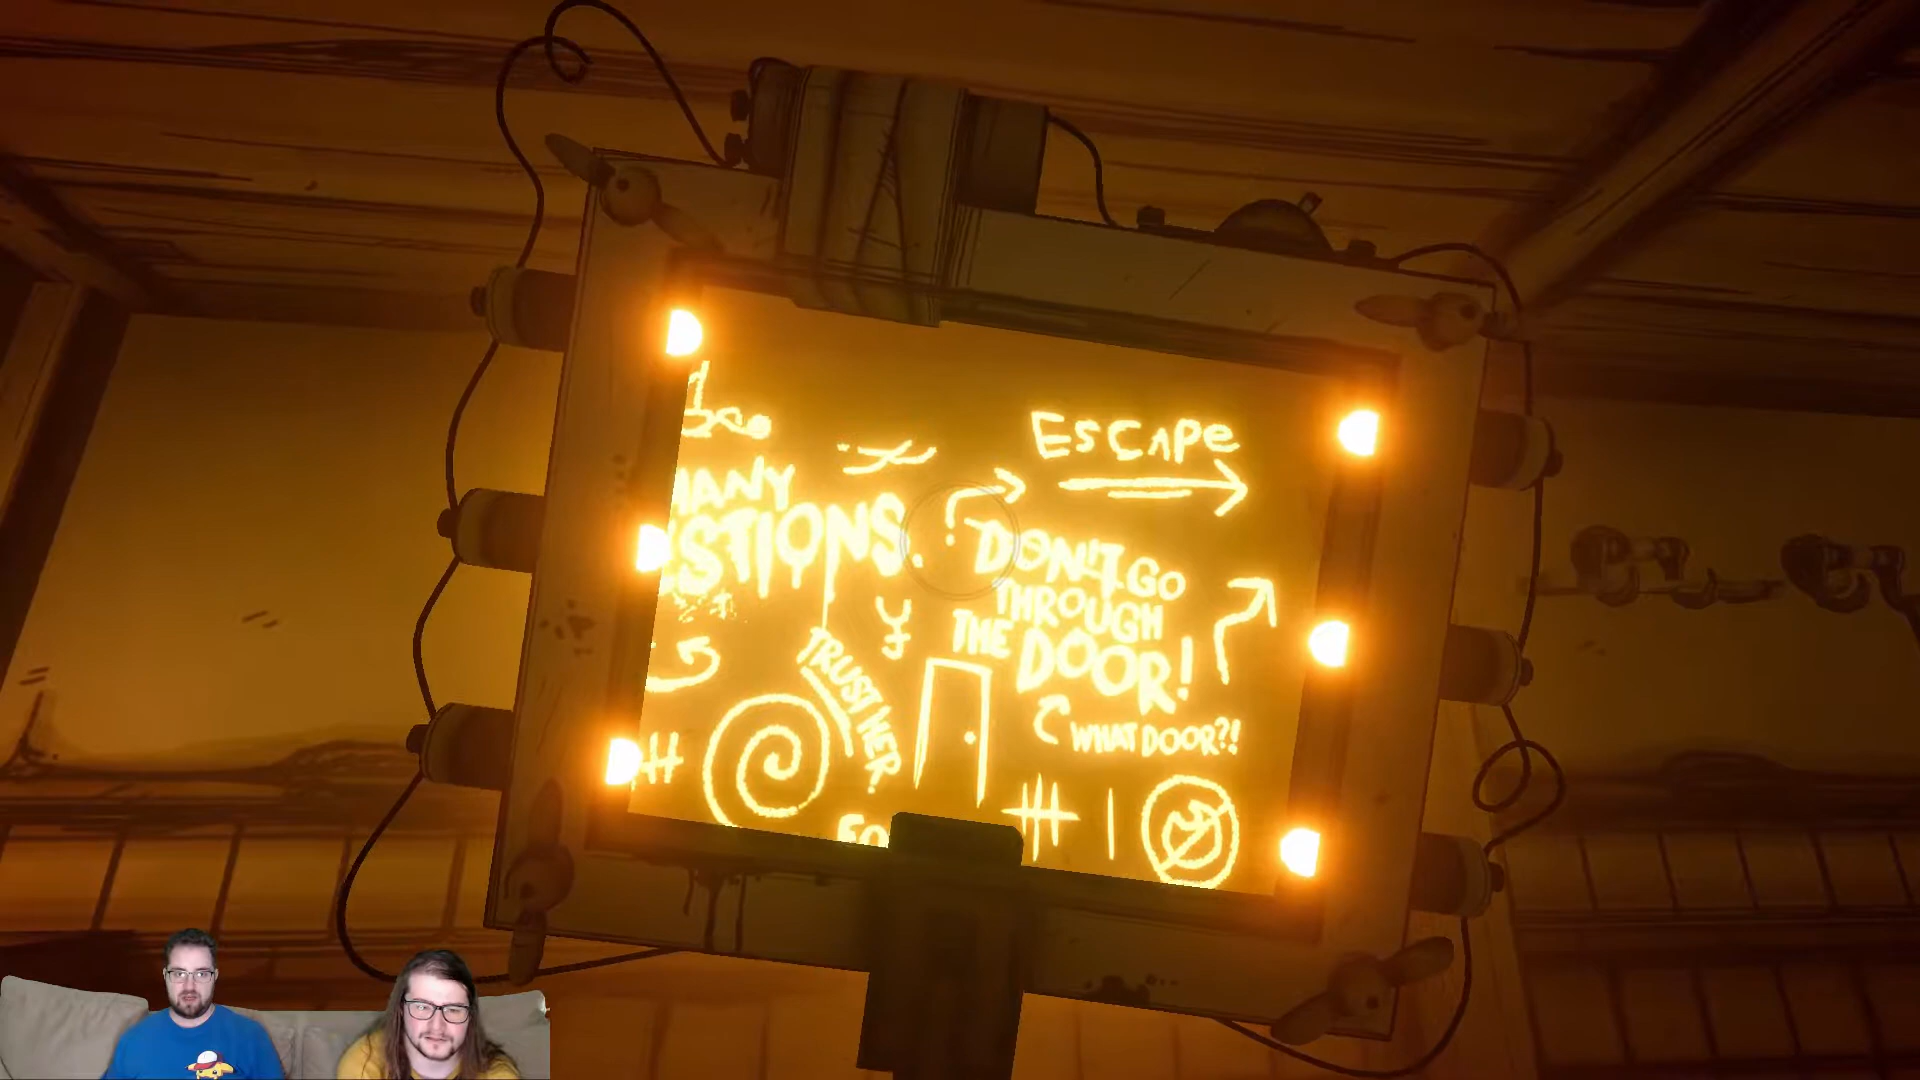 ESCAPE
MANY
STIONS.
DON'T GO
THROUGH
THE DOOR!
TRUST HER.
WHAT DOOR?!